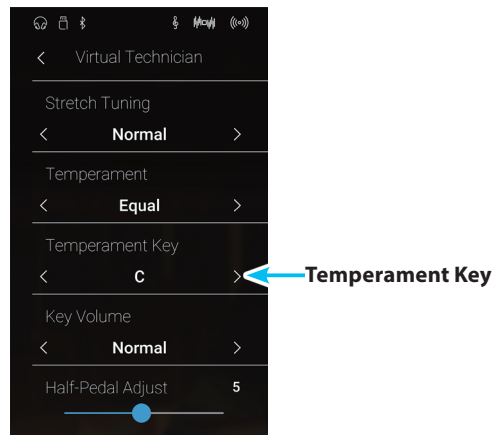 Virtual Technician
Stretch Tuning
Normal
Temperament
Equal
Temperament Key
C
Temperament Key
Key Volume
Normal
Half-Pedal Adjust 5